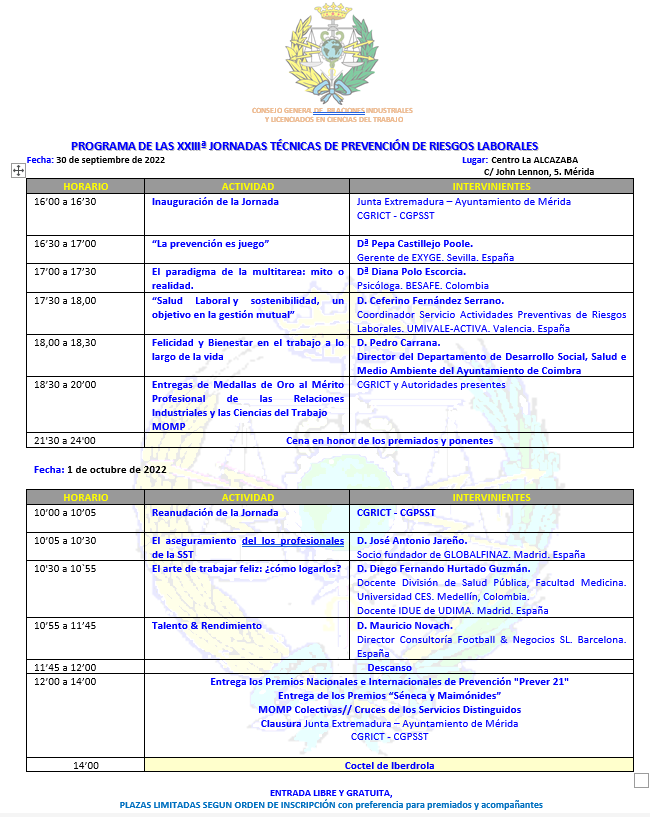 CONSEJO GENERAL DE RELACIONES INDUSTRIALES
Y LICENCIADOS EN CIENCIAS DEL TRABAJO
PROGRAMA DE LAS XXIIIª JORNADAS TÉCNICAS DE PREVENCIÓN DE RIESGOS LABORALES
Fecha: 30 de septiembre de 2022 Lugar: Centro La ALCAZABA
C/ John Lennon, 5. Mérida
HORARIO ACTIVIDAD INTERVINIENTES
16’00 a 16’30 Inauguración de la Jornada Junta Extremadura – Ayuntamiento de Mérida
CGRICT - CGPSST
16’30 a 17’00 “La prevención es juego” Dª Pepa Castillejo Poole.
Gerente de EXYGE. Sevilla. España
17’00 a 17’30 El paradigma de la multitarea: mito o Dª Diana Polo Escorcia.
realidad. Psicóloga. BESAFE. Colombia
17’30 a 18,00 “Salud Laboral y sostenibilidad, un D. Ceferino Fernández Serrano.
objetivo en la gestión mutual” Coordinador Servicio Actividades Preventivas de Riesgos
Laborales. UMIVALE-ACTIVA. Valencia. España
18,00 a 18,30 Felicidad y Bienestar en el trabajo a lo D. Pedro Carrana.
largo de la vida Director del Departamento de Desarrollo Social, Salud e
Medio Ambiente del Ayuntamiento de Coimbra
18’30 a 20’00 Entregas de Medallas de Oro al Mérito CGRICT y Autoridades presentes
Profesional de las Relaciones
Industriales y las Ciencias del Trabajo
MOMP
21'30 a 24'00 Cena en honor de los premiados y ponentes
Fecha: 1 de octubre de 2022
HORARIO ACTIVIDAD INTERVINIENTES
10’00 a 10’05 Reanudación de la Jornada CGRICT - CGPSST
10’05 a 10’30 El aseguramiento del los profesionales D. José Antonio Jareño.
de la SST Socio fundador de GLOBALFINAZ. Madrid. España
10’30 a 10`55 El arte de trabajar feliz: ¿cómo logarlos? D. Diego Fernando Hurtado Guzmán.
Docente División de Salud Pública, Facultad Medicina.
Universidad CES. Medellín, Colombia.
Docente IDUE de UDIMA. Madrid. España
10’55 a 11’45 Talento & Rendimiento D. Mauricio Novach.
Director Consultoría Football & Negocios SL. Barcelona.
España
11’45 a 12’00 Descanso
12’00 a 14’00 Entrega los Premios Nacionales e Internacionales de Prevención "Prever 21"
Entrega de los Premios “Séneca y Maimónides”
MOMP Colectivas// Cruces de los Servicios Distinguidos
Clausura Junta Extremadura – Ayuntamiento de Mérida
CGRICT - CGPSST
14’00 Coctel de Iberdrola
ENTRADA LIBRE Y GRATUITA,
PLAZAS LIMITADAS SEGUN ORDEN DE INSCRIPCIÓN con preferencia para premiados y acompañantes